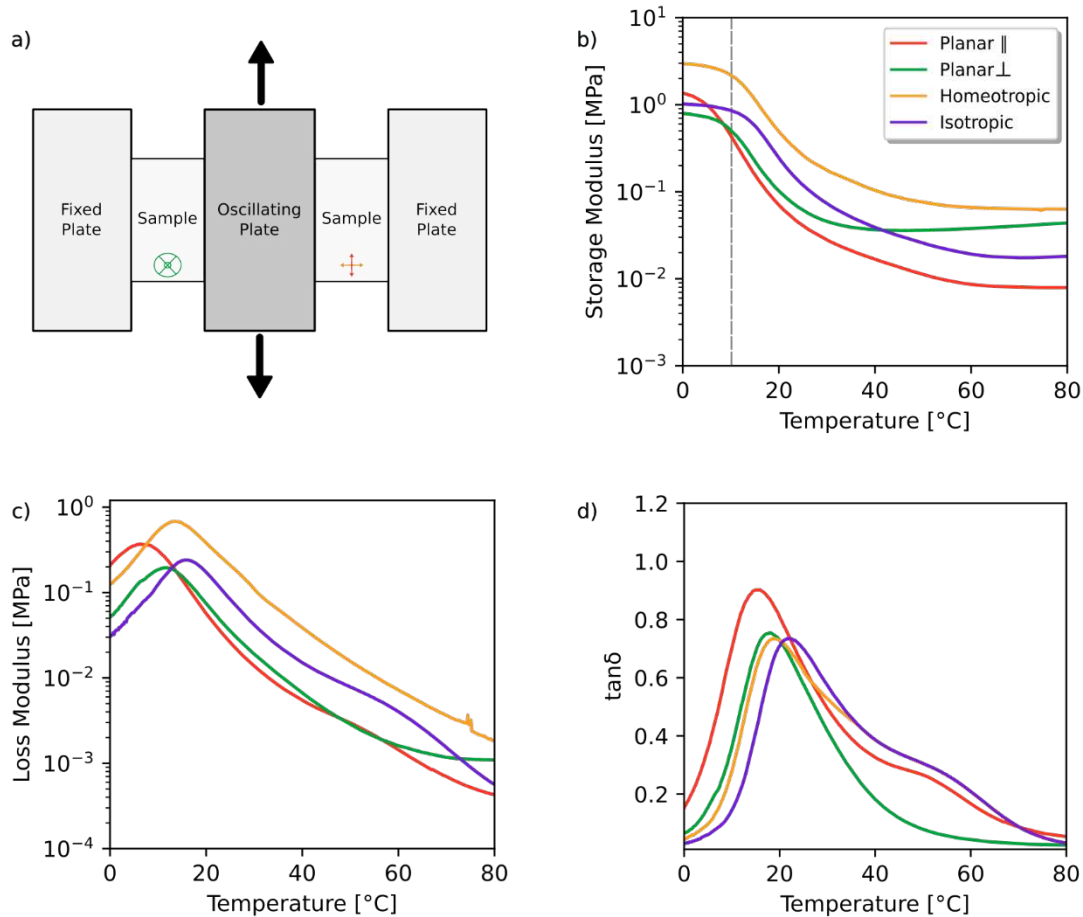 a)
Fixed
Plate
Sample
Oscillating
Plate
Sample
Fixed
Plate
b)
Storage Modulus [MPa]
10¹
10⁰
10⁻¹
10⁻²
10⁻³
Planar ∥
Planar⊥
Homeotropic
Isotropic
0 20 40 60 80
Temperature [°C]
c)
Loss Modulus [MPa]
10⁰
10⁻¹
10⁻²
10⁻³
10⁻⁴
0 20 40 60 80
Temperature [°C]
d)
tanδ
1.2
1.0
0.8
0.6
0.4
0.2
0 20 40 60 80
Temperature [°C]